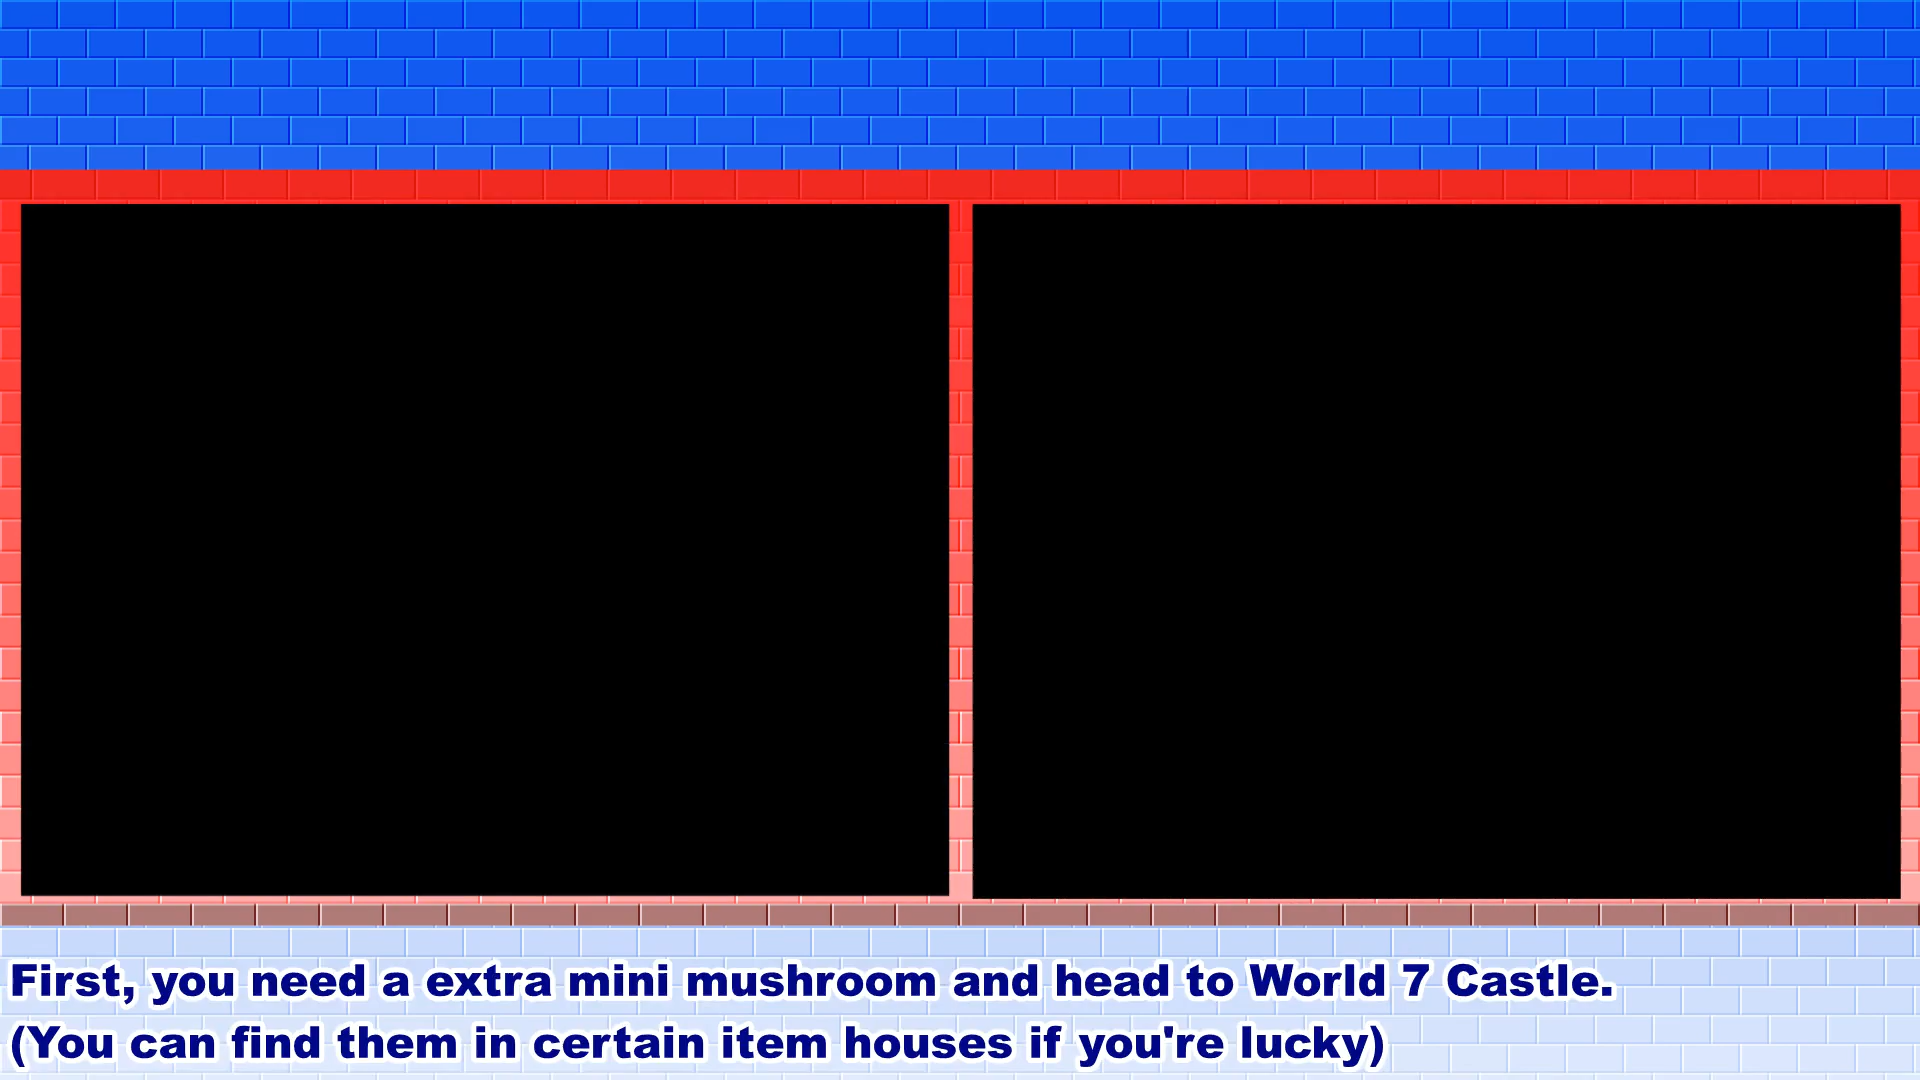 First, you need a extra mini mushroom and head to World 7 Castle.
(You can find them in certain item houses if you're lucky)